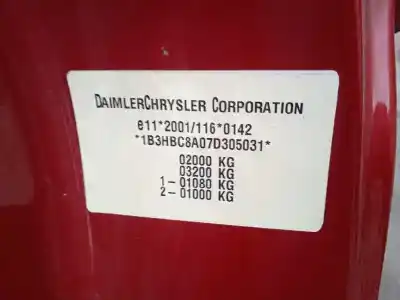 DAIMLERCHRYSLER CORPORATION
e11*2001/116*0142
*1B3HBC8A07D305031*
02000 KG
03200 KG
1- 01080 KG
2- 01000 KG